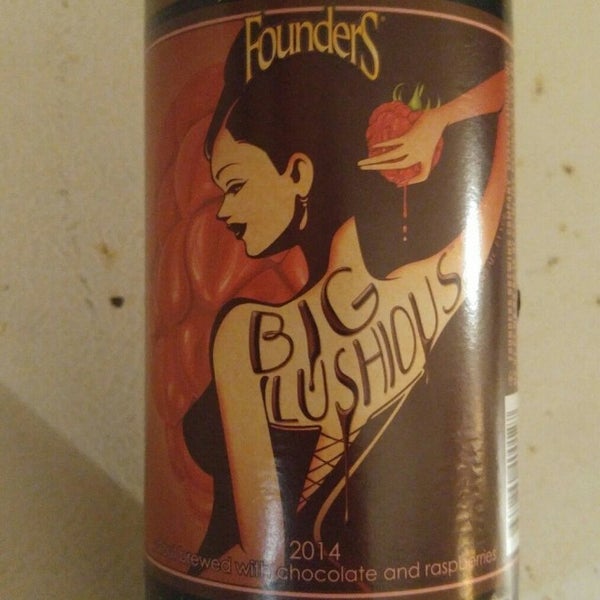 FOUNDERS
BIG
LUSHIOUS
2014
brewed with chocolate and raspberries